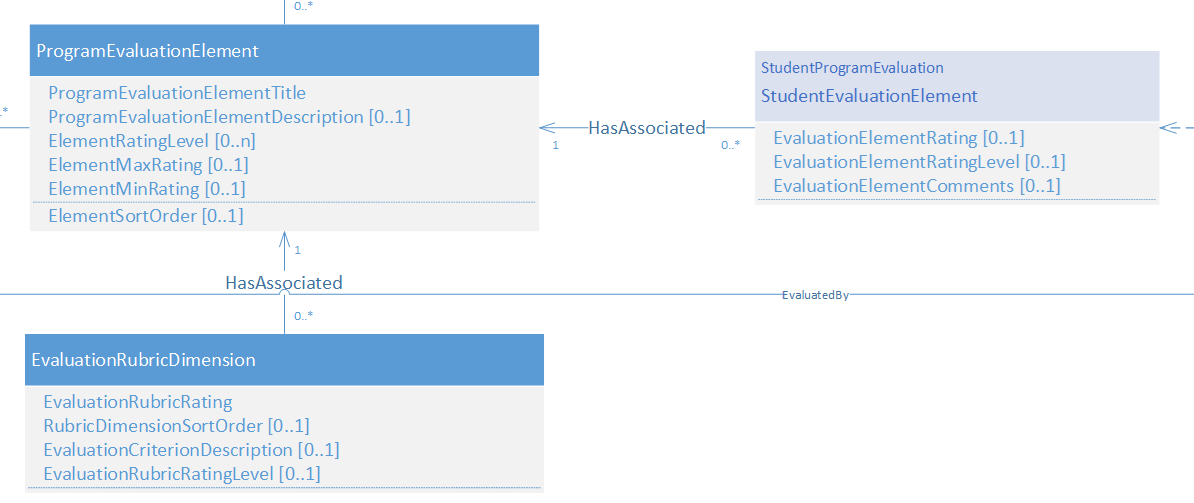 0..*
ProgramEvaluationElement
ProgramEvaluationElementTitle
ProgramEvaluationElementDescription [0..1]
ElementRatingLevel [0..n]
ElementMaxRating [0..1]
ElementMinRating [0..1]
ElementSortOrder [0..1]
.*
HasAssociated
1
0..*
StudentProgramEvaluation
StudentEvaluationElement
EvaluationElementRating [0..1]
EvaluationElementRatingLevel [0..1]
EvaluationElementComments [0..1]
1
HasAssociated
0..*
EvaluatedBy
EvaluationRubricDimension
EvaluationRubricRating
RubricDimensionSortOrder [0..1]
EvaluationCriterionDescription [0..1]
EvaluationRubricRatingLevel [0..1]